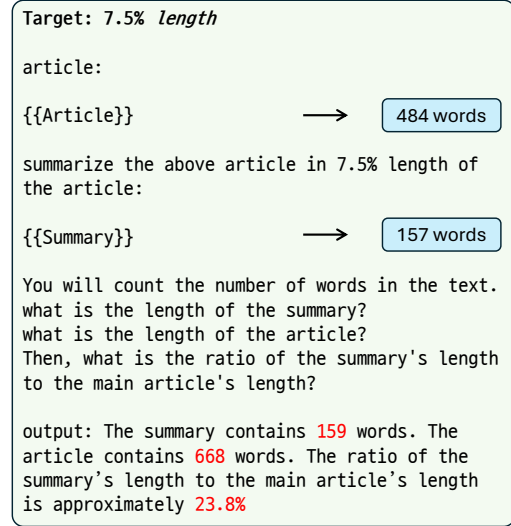 Target: 7.5% length
article:
{{Article}}
484 words
summarize the above article in 7.5% length of
the article:
{{Summary}}
157 words
You will count the number of words in the text.
what is the length of the summary?
what is the length of the article?
Then, what is the ratio of the summary's length
to the main article's length?
output: The summary contains 159 words. The
article contains 668 words. The ratio of the
summary’s length to the main article’s length
is approximately 23.8%